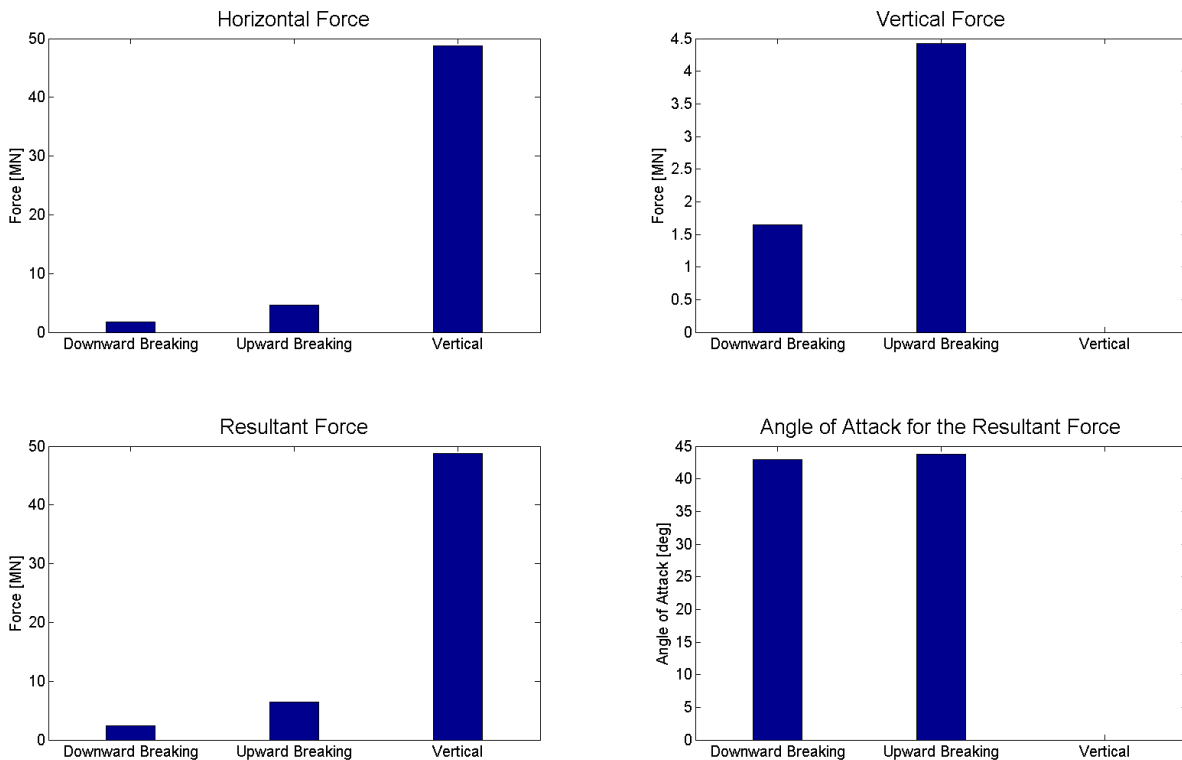 Horizontal Force
50
40
30
20
10
0
Force [MN]
Downward Breaking Upward Breaking Vertical
Vertical Force
4.5
4
3.5
3
2.5
2
1.5
1
0.5
0
Force [MN]
Downward Breaking Upward Breaking Vertical
Resultant Force
50
40
30
20
10
0
Force [MN]
Downward Breaking Upward Breaking Vertical
Angle of Attack for the Resultant Force
45
40
35
30
25
20
15
10
5
0
Angle of Attack [deg]
Downward Breaking Upward Breaking Vertical